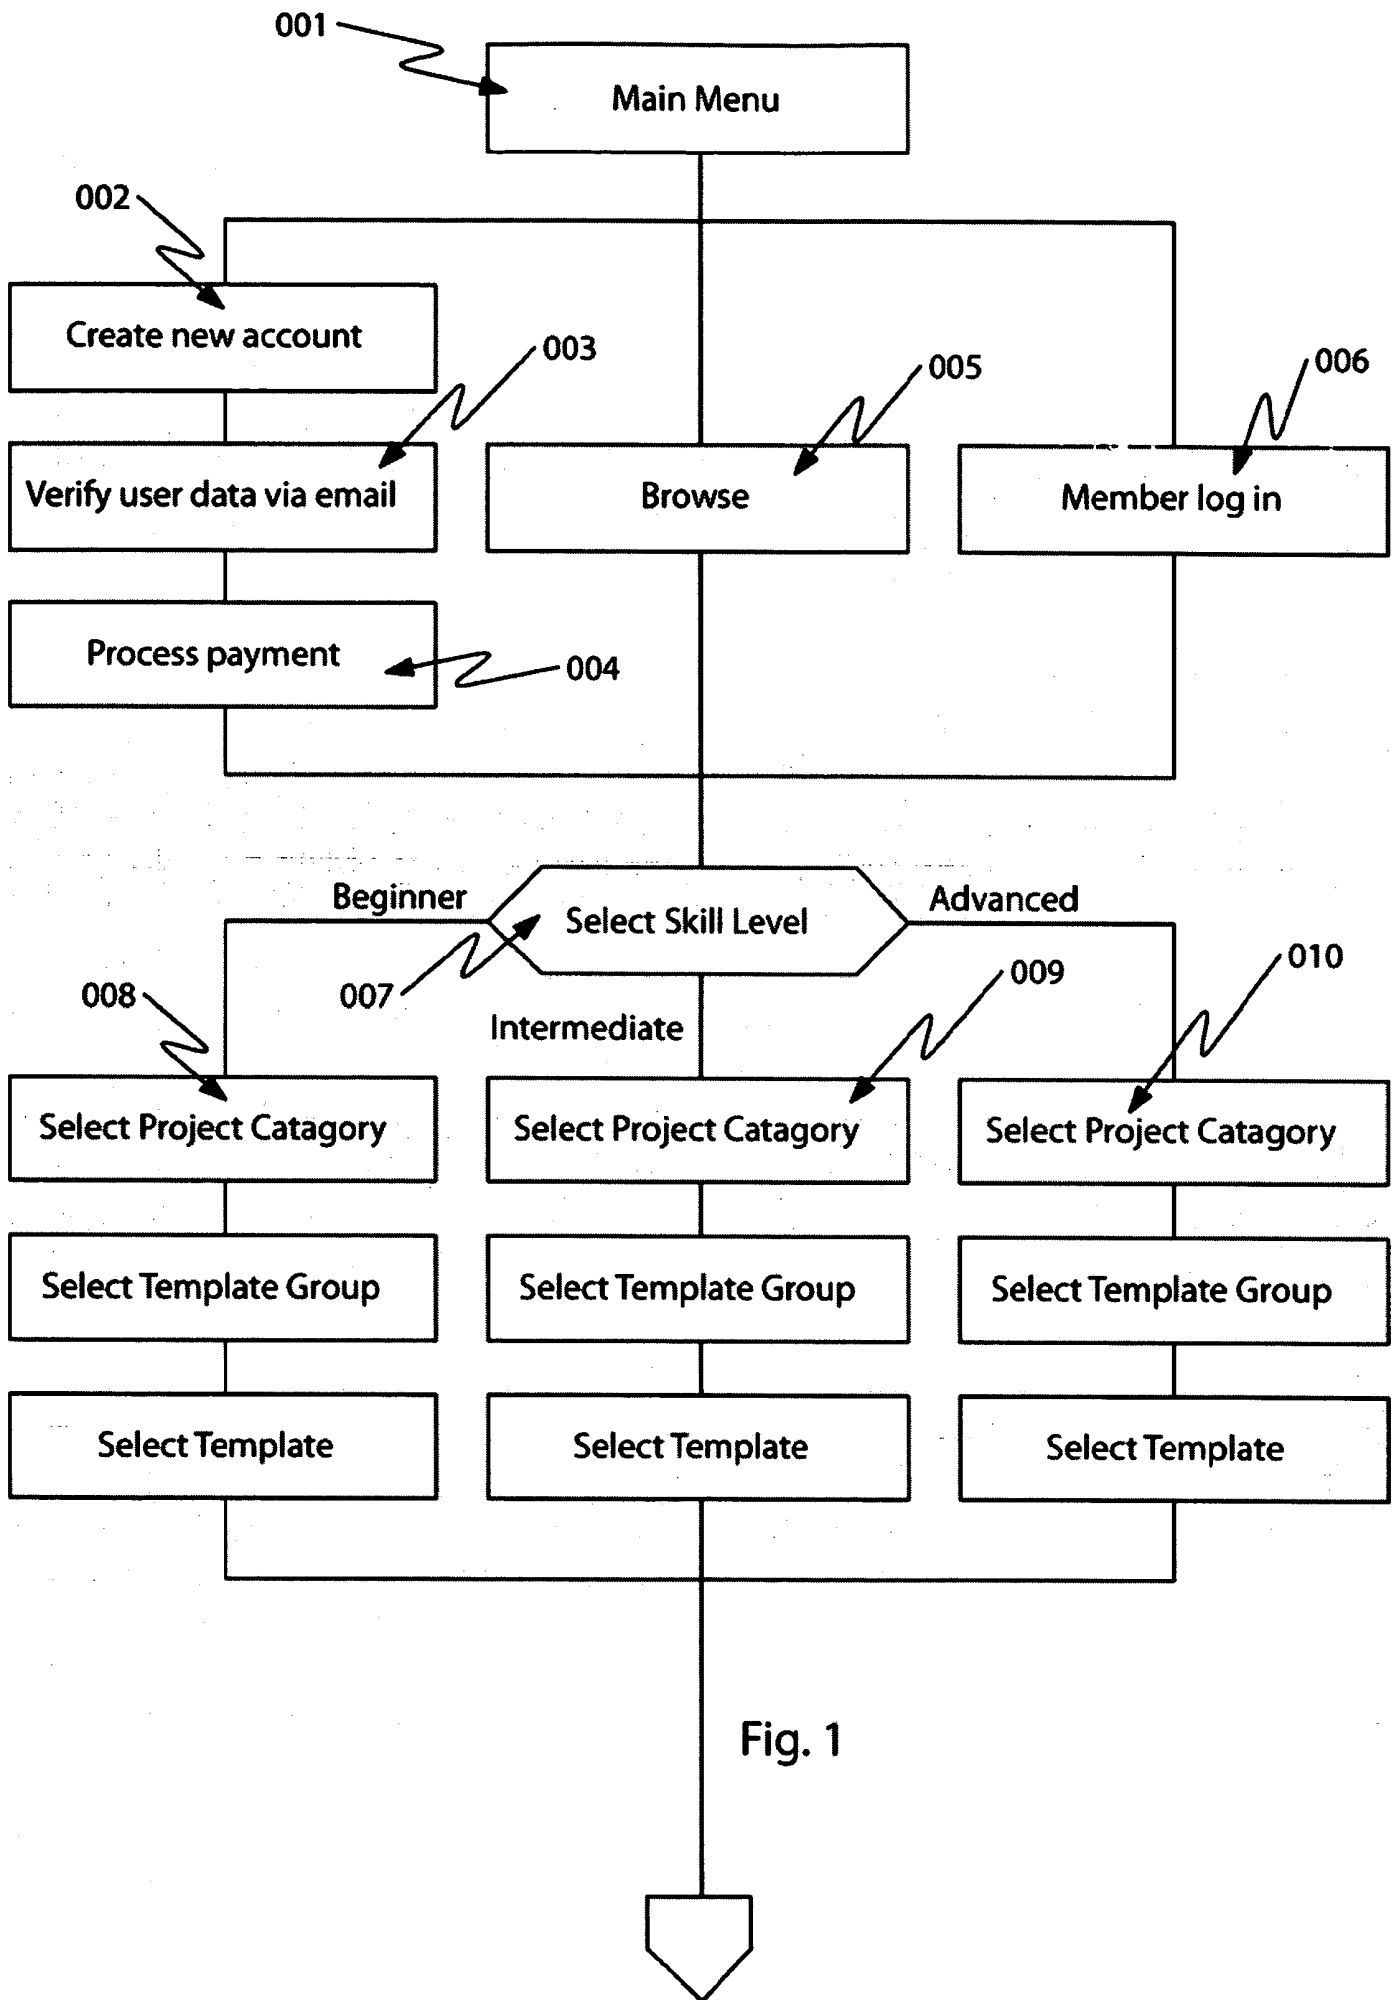 001
Main Menu
002
Create new account
003
005
006
Verify user data via email
Browse
Member log in
Process payment
004
Beginner
Select Skill Level
Advanced
007
008
009
010
Intermediate
Select Project Catagory
Select Project Catagory
Select Project Catagory
Select Template Group
Select Template Group
Select Template Group
Select Template
Select Template
Select Template
Fig. 1